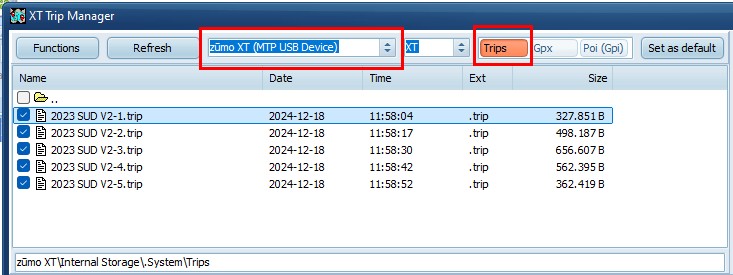 XT Trip Manager
Functions Refresh zūmo XT (MTP USB Device) XT Trips Gpx Poi (Gpi) Set as default
Name Date Time Ext Size
..
2023 SUD V2-1.trip 2024-12-18 11:58:04 .trip 327.851 B
2023 SUD V2-2.trip 2024-12-18 11:58:17 .trip 498.187 B
2023 SUD V2-3.trip 2024-12-18 11:58:30 .trip 656.607 B
2023 SUD V2-4.trip 2024-12-18 11:58:42 .trip 562.395 B
2023 SUD V2-5.trip 2024-12-18 11:58:52 .trip 362.419 B
zūmo XT\Internal Storage\.System\Trips